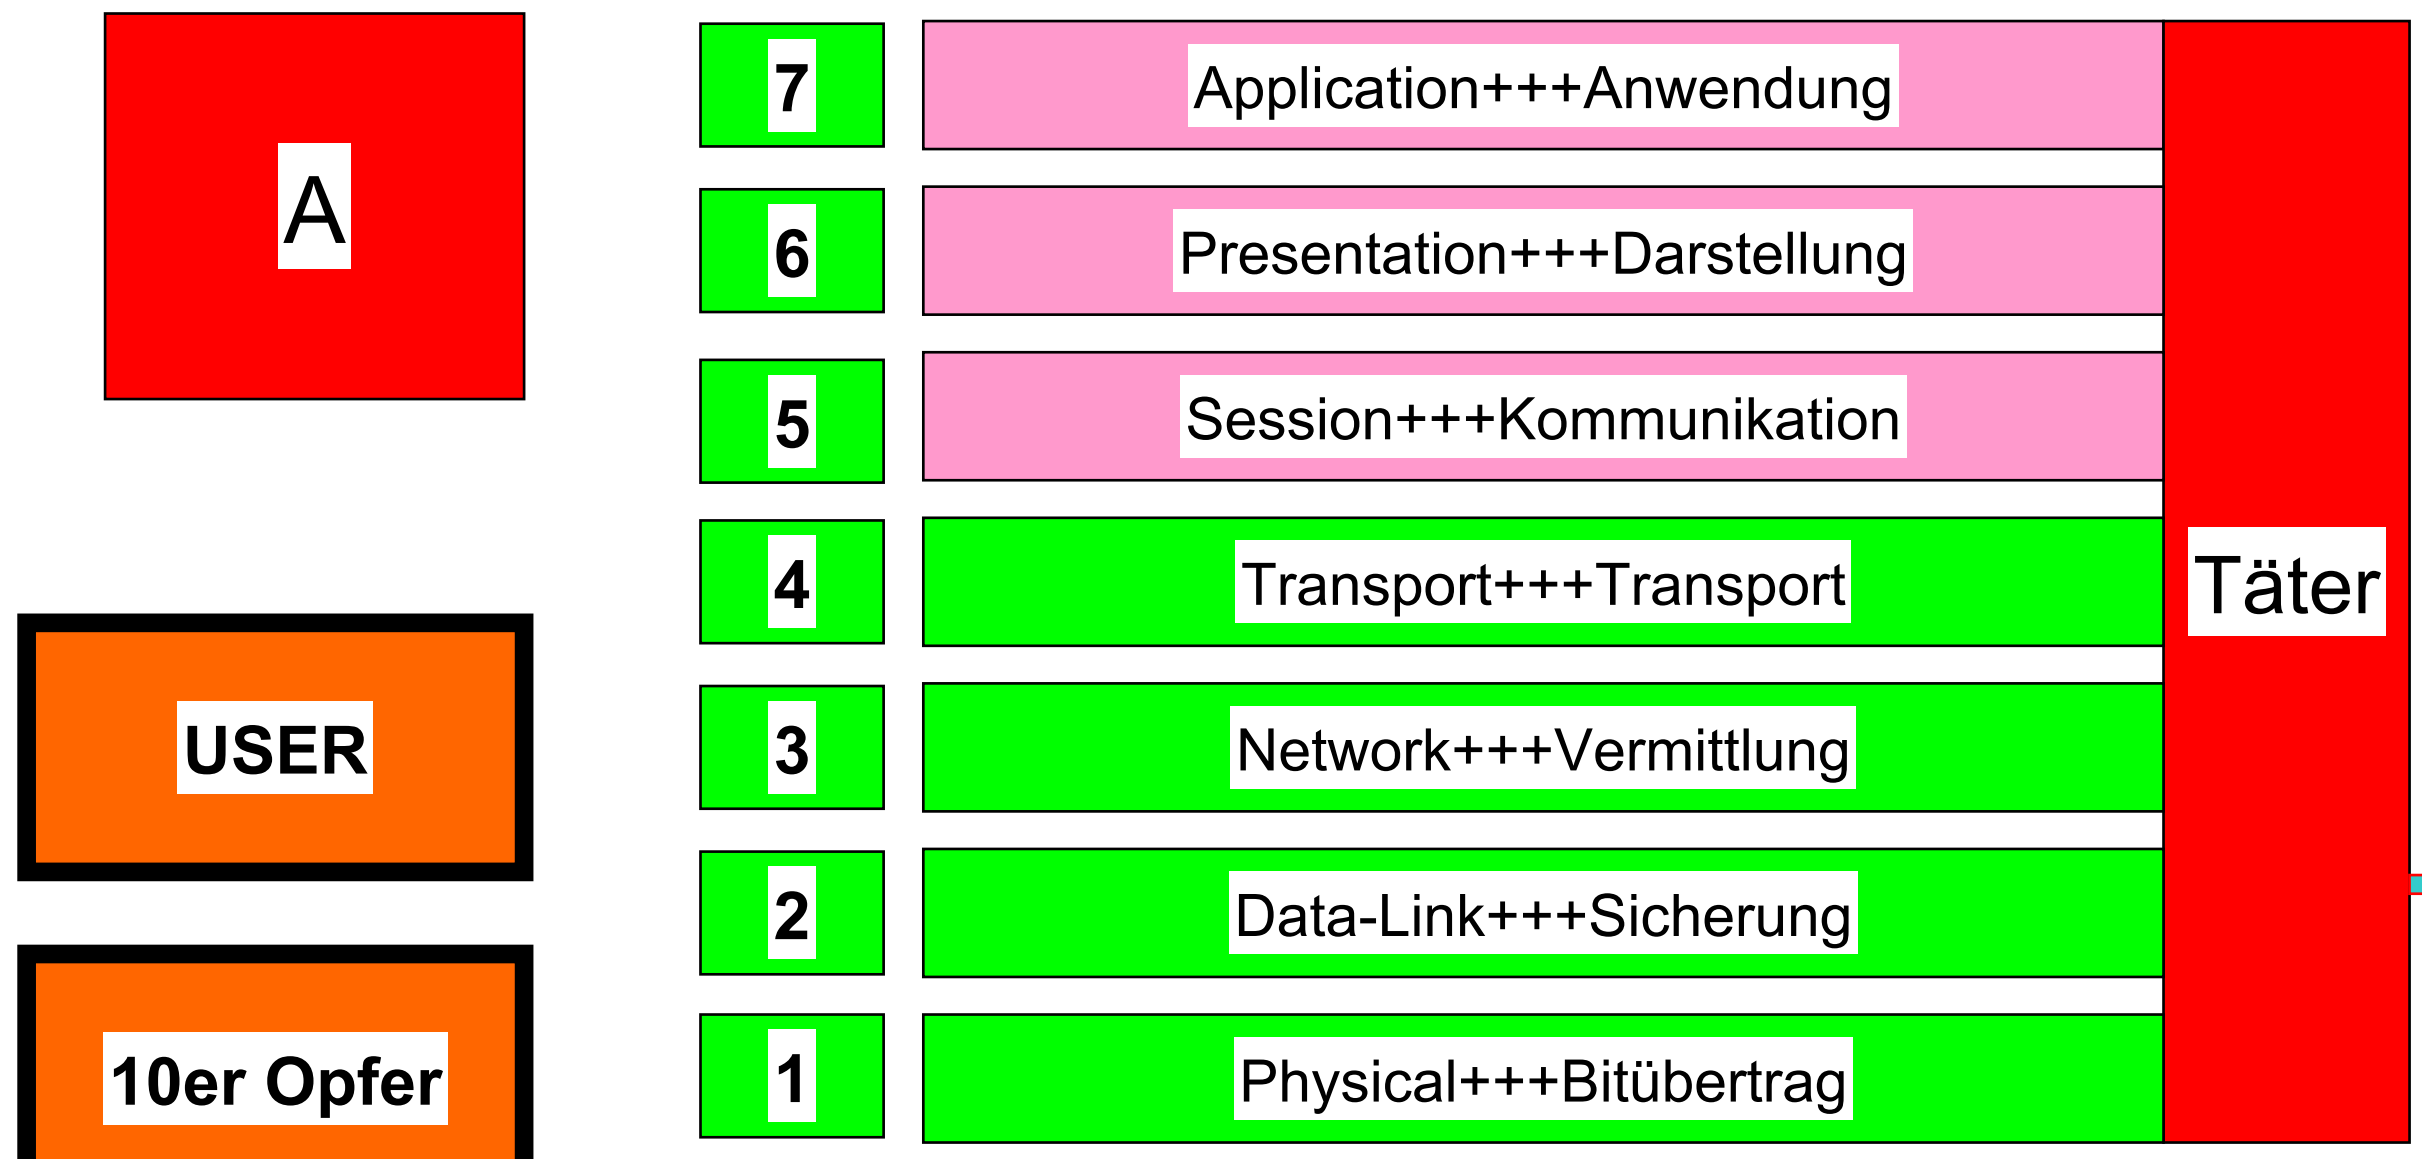 A
USER
10er Opfer
7
Application+++Anwendung
6
Presentation+++Darstellung
5
Session+++Kommunikation
4
Transport+++Transport
3
Network+++Vermittlung
2
Data-Link+++Sicherung
1
Physical+++Bitübertrag
Täter